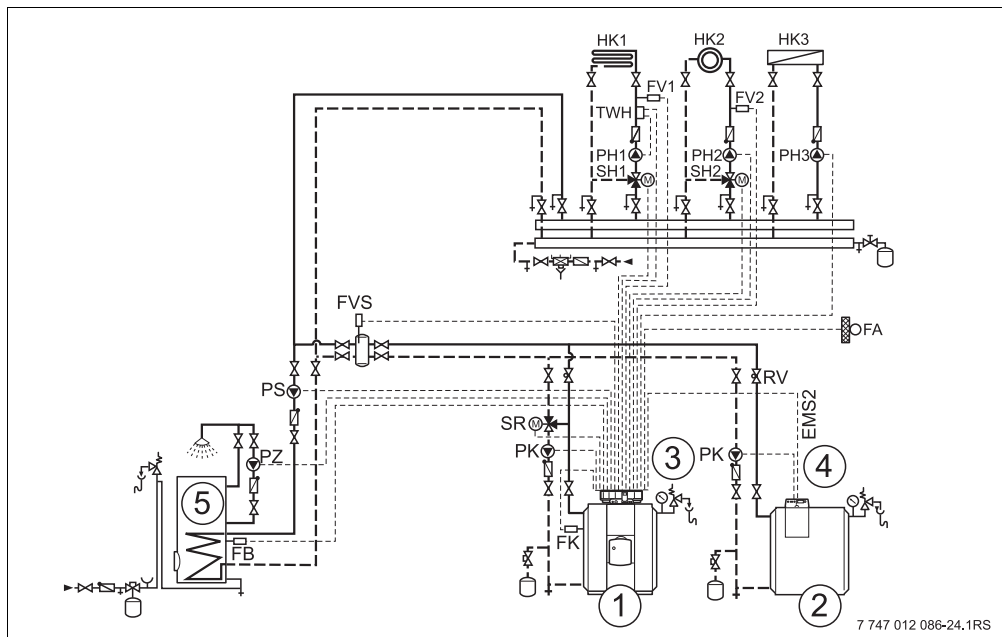 HK1 HK2 HK3
FV1 FV2
TWH
PH1 PH2 PH3
SH1 M SH2 M
FVS
FA
PS RV
EMS2
SR M
PZ 3
PK PK 4
5
FB FK
1 2
7 747 012 086-24.1RS